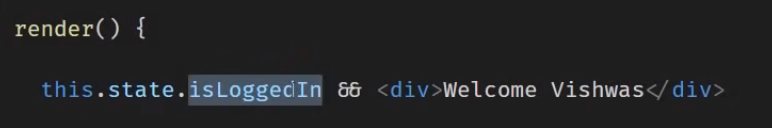 render() {
this.state.isLoggedIn && <div>Welcome Vishwas</div>